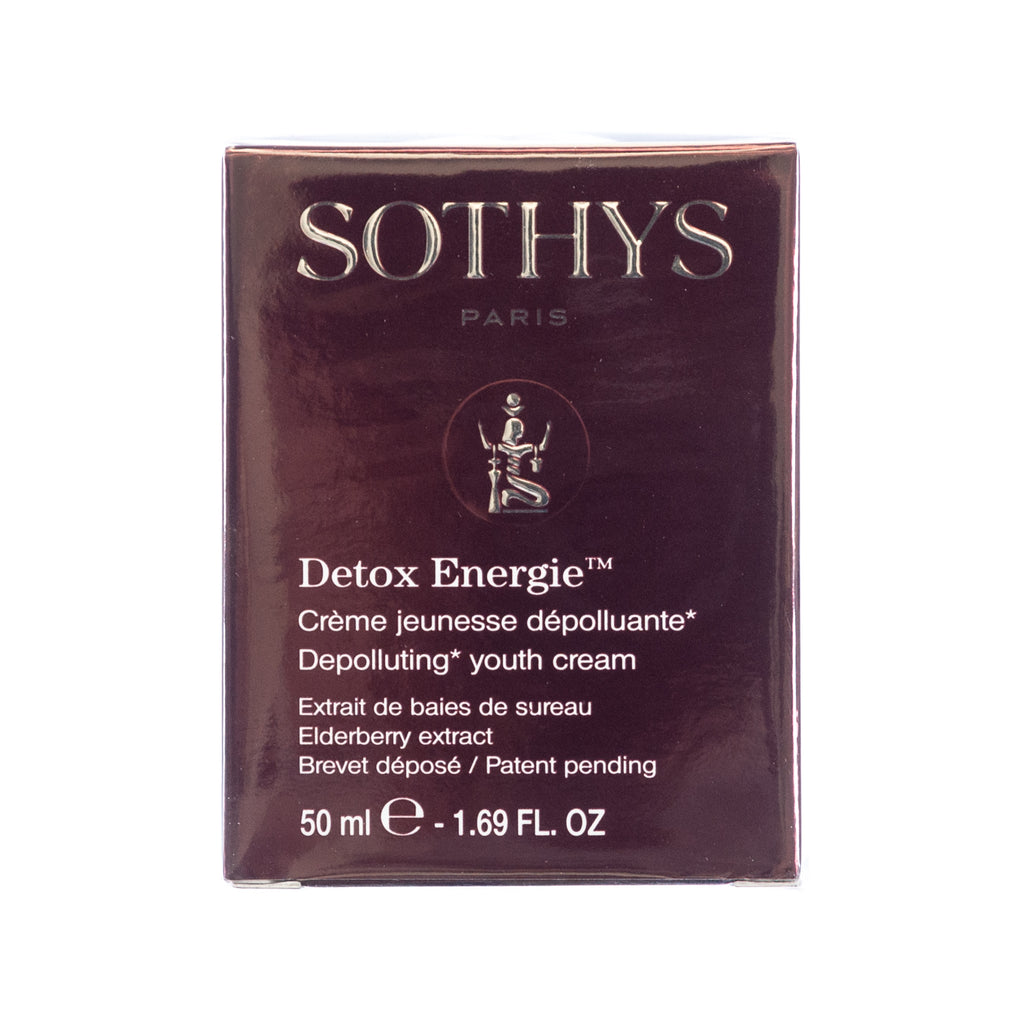 SOTHYS
PARIS
Detox Energie™
Crème jeunesse dépolluante*
Depolluting* youth cream
Extrait de baies de sureau
Elderberry extract
Brevet déposé / Patent pending
50 ml ℮ - 1.69 FL. OZ